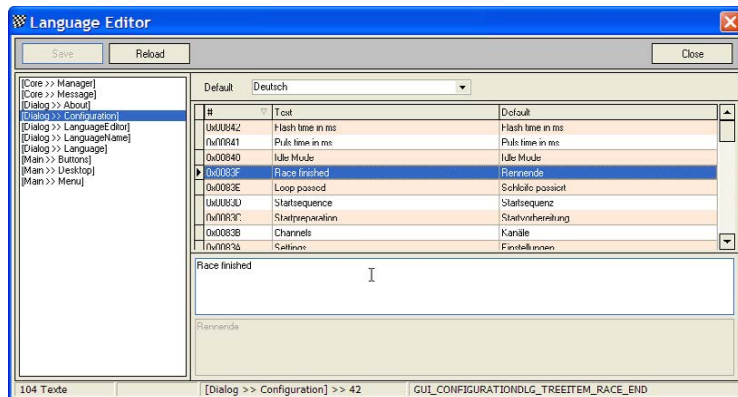 Language Editor
Save Reload Close
[Core >> Manager]
[Core >> Message]
[Dialog >> About]
[Dialog >> Configuration]
[Dialog >> LanguageEditor]
[Dialog >> LanguageName]
[Dialog >> Language]
[Main >> Buttons]
[Main >> Desktop]
[Main >> Menu]
Default Deutsch
# Text Default
0x00842 Flash time in ms Flash time in ms
0x00841 Puls time in ms Puls time in ms
0x00840 Idle Mode Idle Mode
0x0083F Race finished Rennende
0x0083E Loop passed Schleife passiert
0x0083D Startsequence Startsequenz
0x0083C Startpreparation Startvorbereitung
0x0083B Channels Kanäle
0x0083A Settings Einstellungen
Race finished
Rennende
104 Texte [Dialog >> Configuration] >> 42 GUI_CONFIGURATIONDLG_TREEITEM_RACE_END